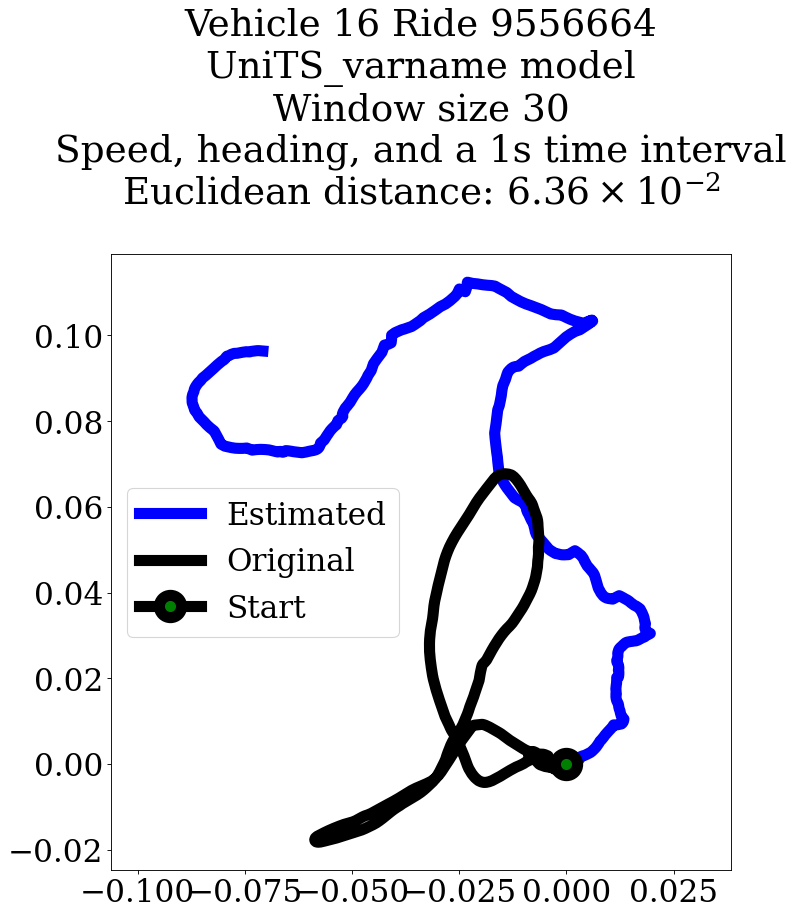 Vehicle 16 Ride 9556664
UniTS_varname model
Window size 30
Speed, heading, and a 1s time interval
Euclidean distance: 6.36 × 10⁻²
0.10
0.08
0.06
0.04
0.02
0.00
−0.02
Estimated
Original
Start
−0.100 −0.075 −0.050 −0.025 0.000 0.025